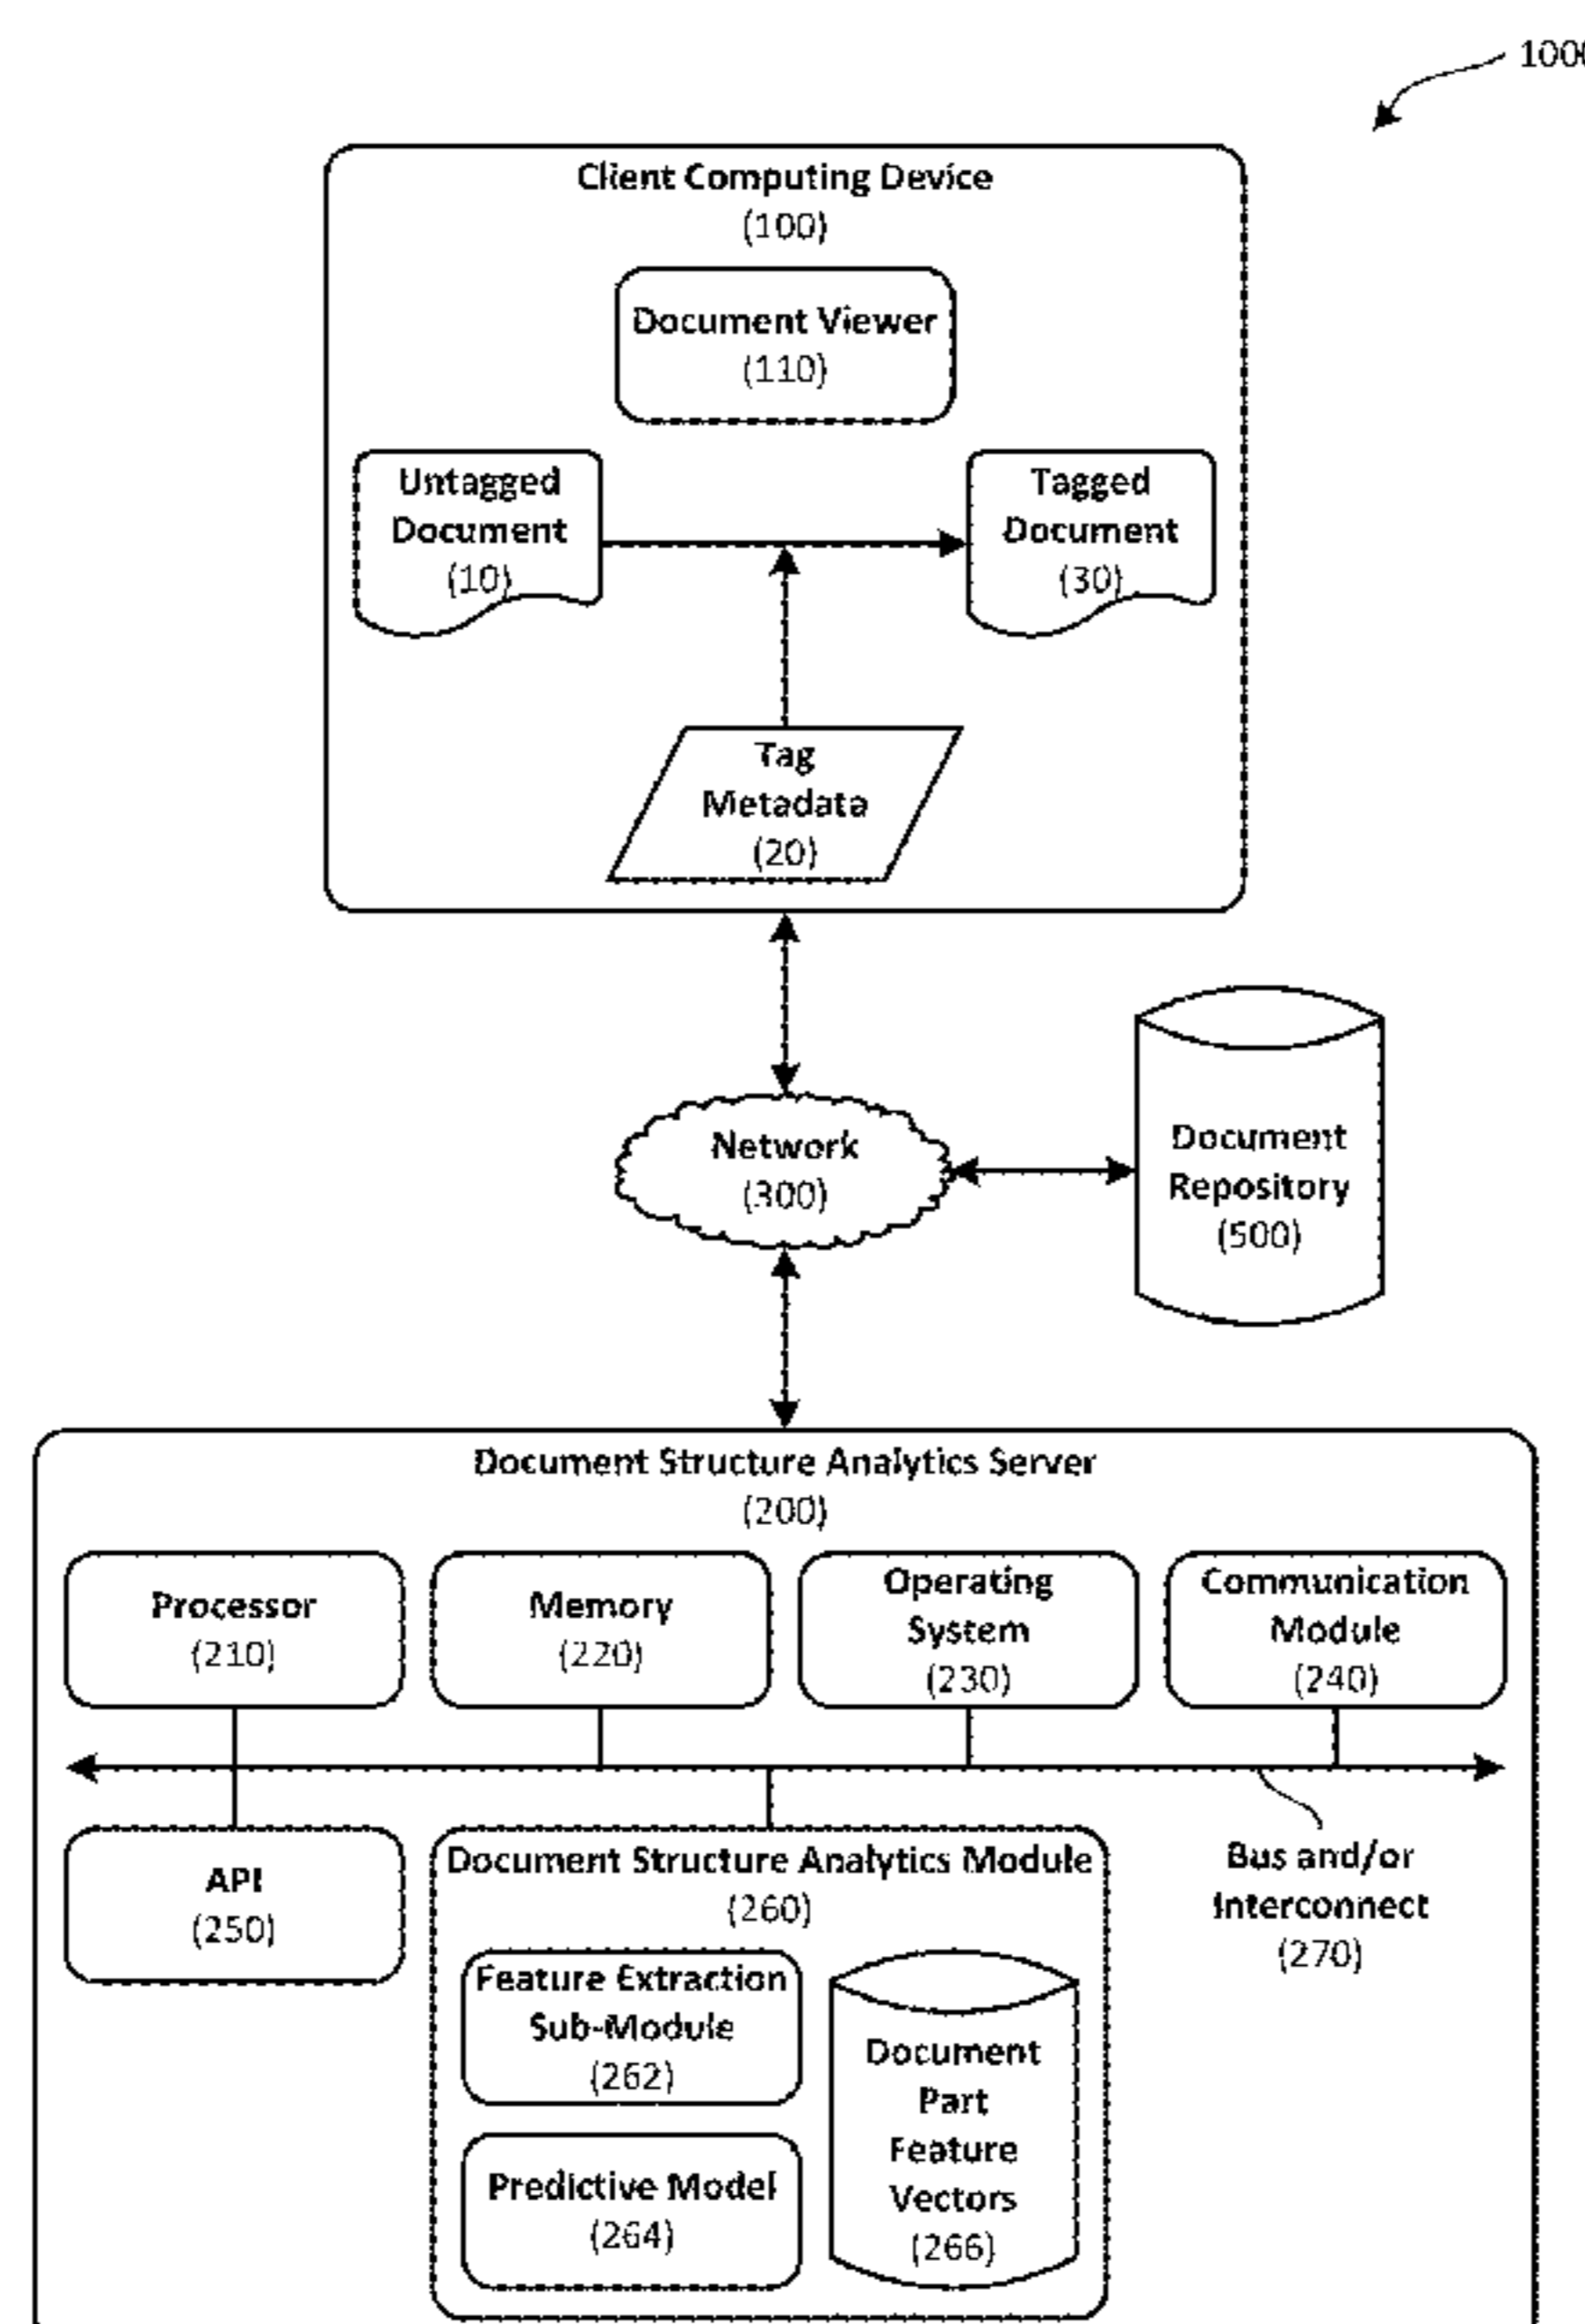 100
Client Computing Device
(100)
Document Viewer
(110)
Untagged
Document
(10)
Tagged
Document
(30)
Tag
Metadata
(20)
Network
(300)
Document
Repository
(500)
Document Structure Analytics Server
(200)
Processor
(210)
Memory
(220)
Operating
System
(230)
Communication
Module
(240)
API
(250)
Document Structure Analytics Module
(260)
Feature Extraction
Sub-Module
(262)
Predictive Model
(264)
Document
Part
Feature
Vectors
(266)
Bus and/or
Interconnect
(270)